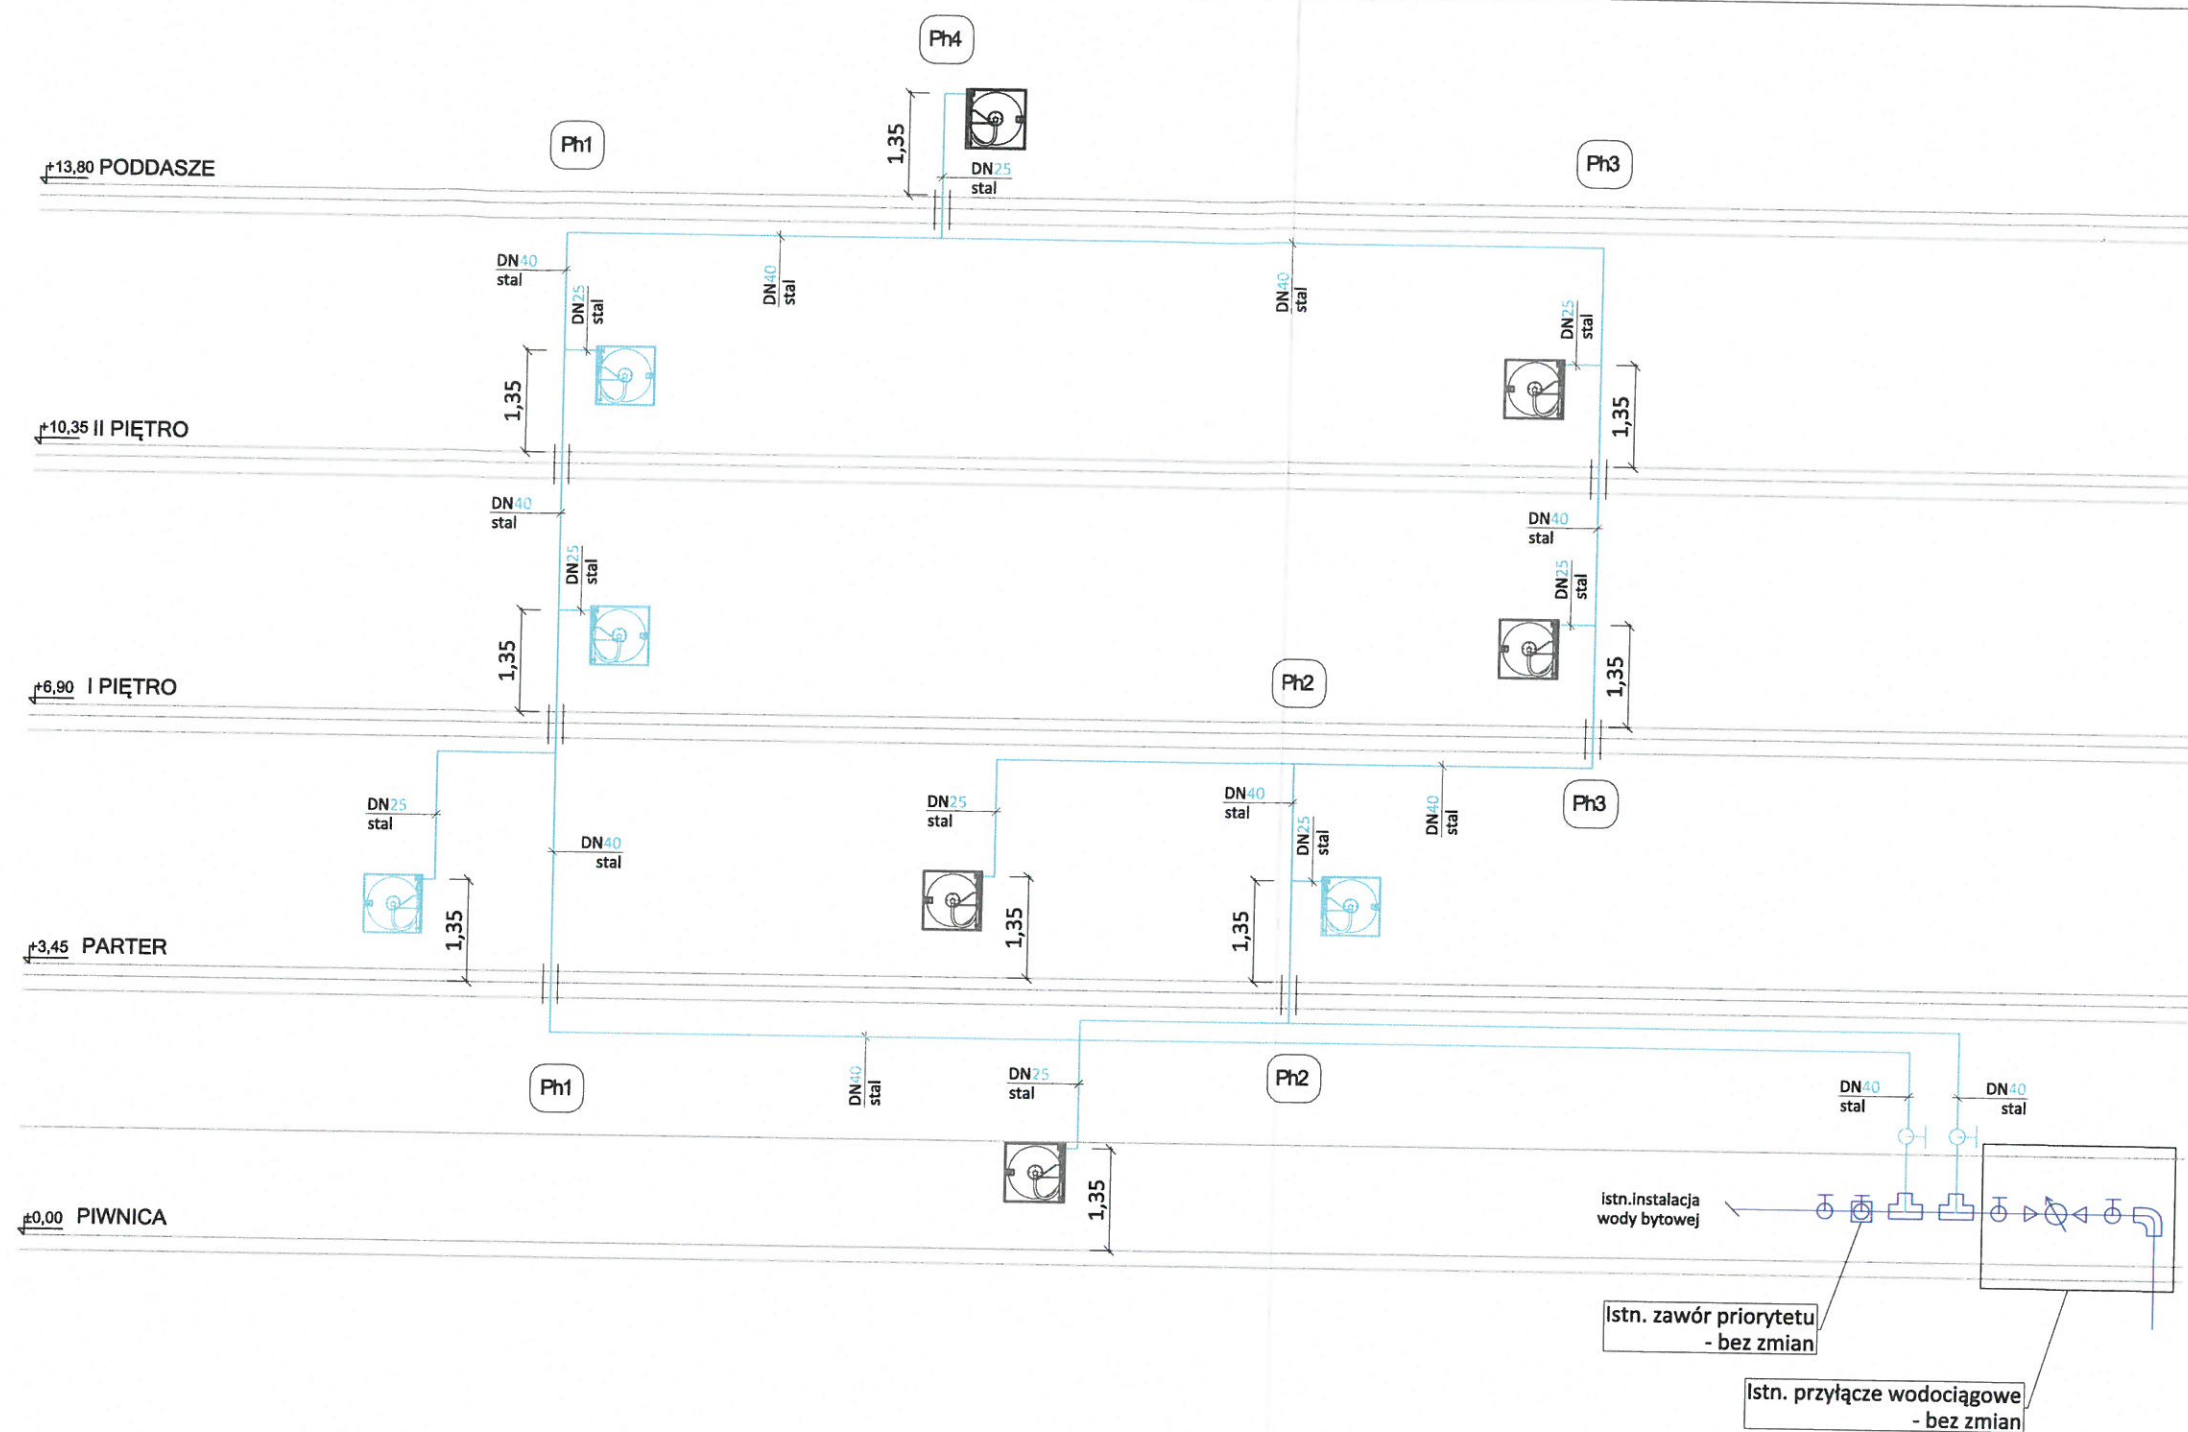 Ph4
1,35
DN25
stal
Ph1
Ph3
+13,80 PODDASZE
DN40
stal
DN25
stal
DN40
stal
DN40
stal
DN25
stal
1,35
1,35
+10,35 II PIĘTRO
DN40
stal
DN25
stal
DN40
stal
DN25
stal
1,35
1,35
Ph2
+6,90 I PIĘTRO
DN25
stal
DN40
stal
DN25
stal
DN40
stal
DN25
stal
DN40
stal
Ph3
1,35
1,35
1,35
+3,45 PARTER
Ph1
DN40
stal
DN25
stal
Ph2
DN40
stal
DN40
stal
1,35
±0,00 PIWNICA
istn.instalacja
wody bytowej
Istn. zawór priorytetu
- bez zmian
Istn. przyłącze wodociągowe
- bez zmian